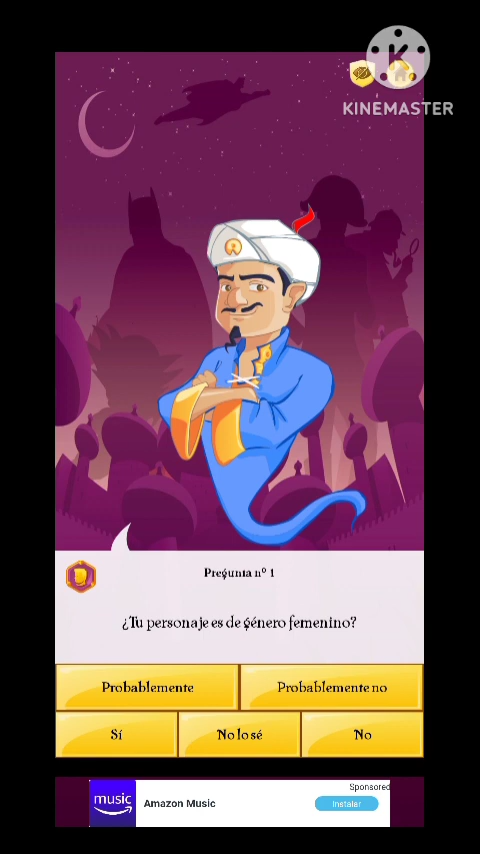 KINEMASTER
Pregunta nº 1
¿Tu personaje es de género femenino?
Probablemente
Probablemente no
Sí
No lo sé
No
Sponsored
music
Amazon Music
Instalar